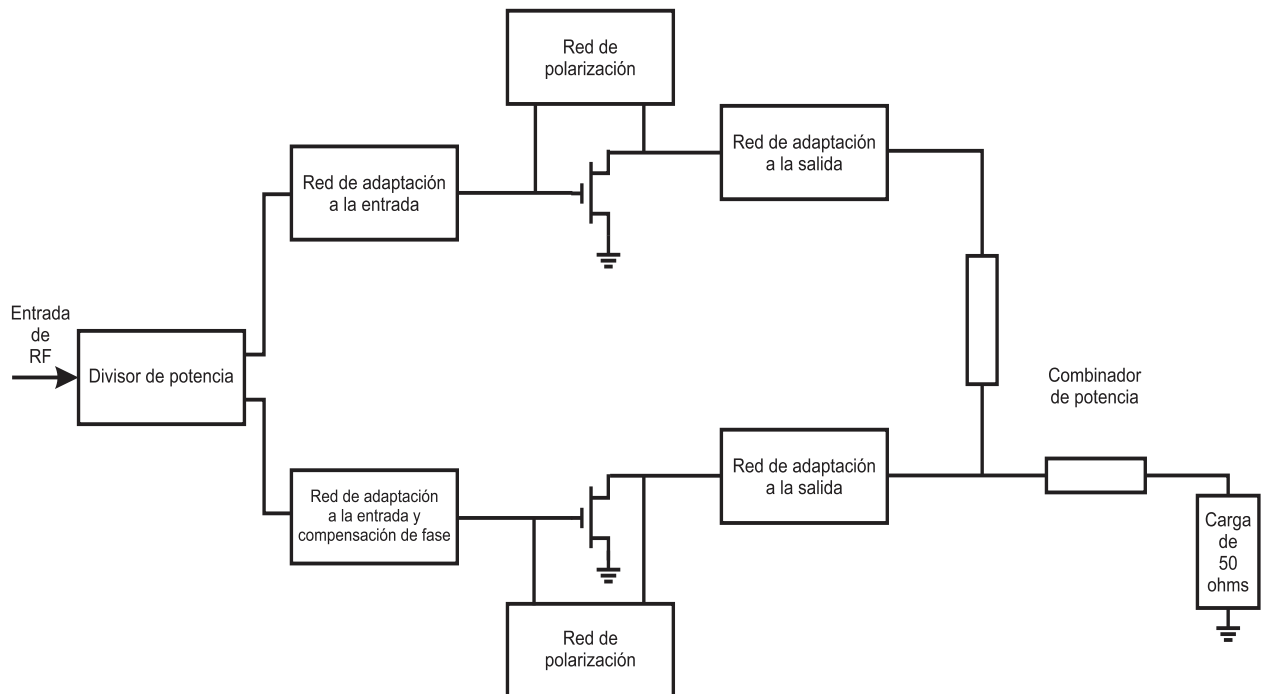 Red de
polarización
Red de adaptación
a la salida
Red de adaptación
a la entrada
Entrada
de
RF
Divisor de potencia
Combinador
de potencia
Red de adaptación
a la salida
Red de adaptación
a la entrada y
compensación de fase
Carga
de
50
ohms
Red de
polarización